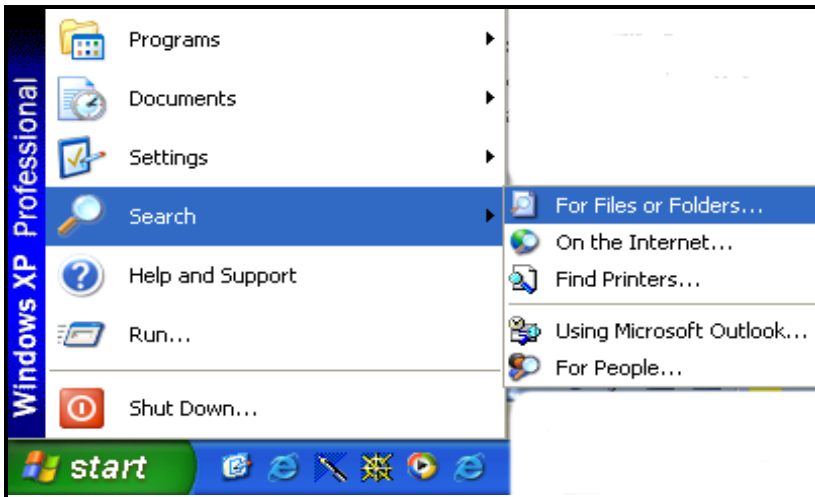 Windows XP Professional
Programs
Documents
Settings
Search
Help and Support
Run...
Shut Down...
For Files or Folders...
On the Internet...
Find Printers...
Using Microsoft Outlook...
For People...
start